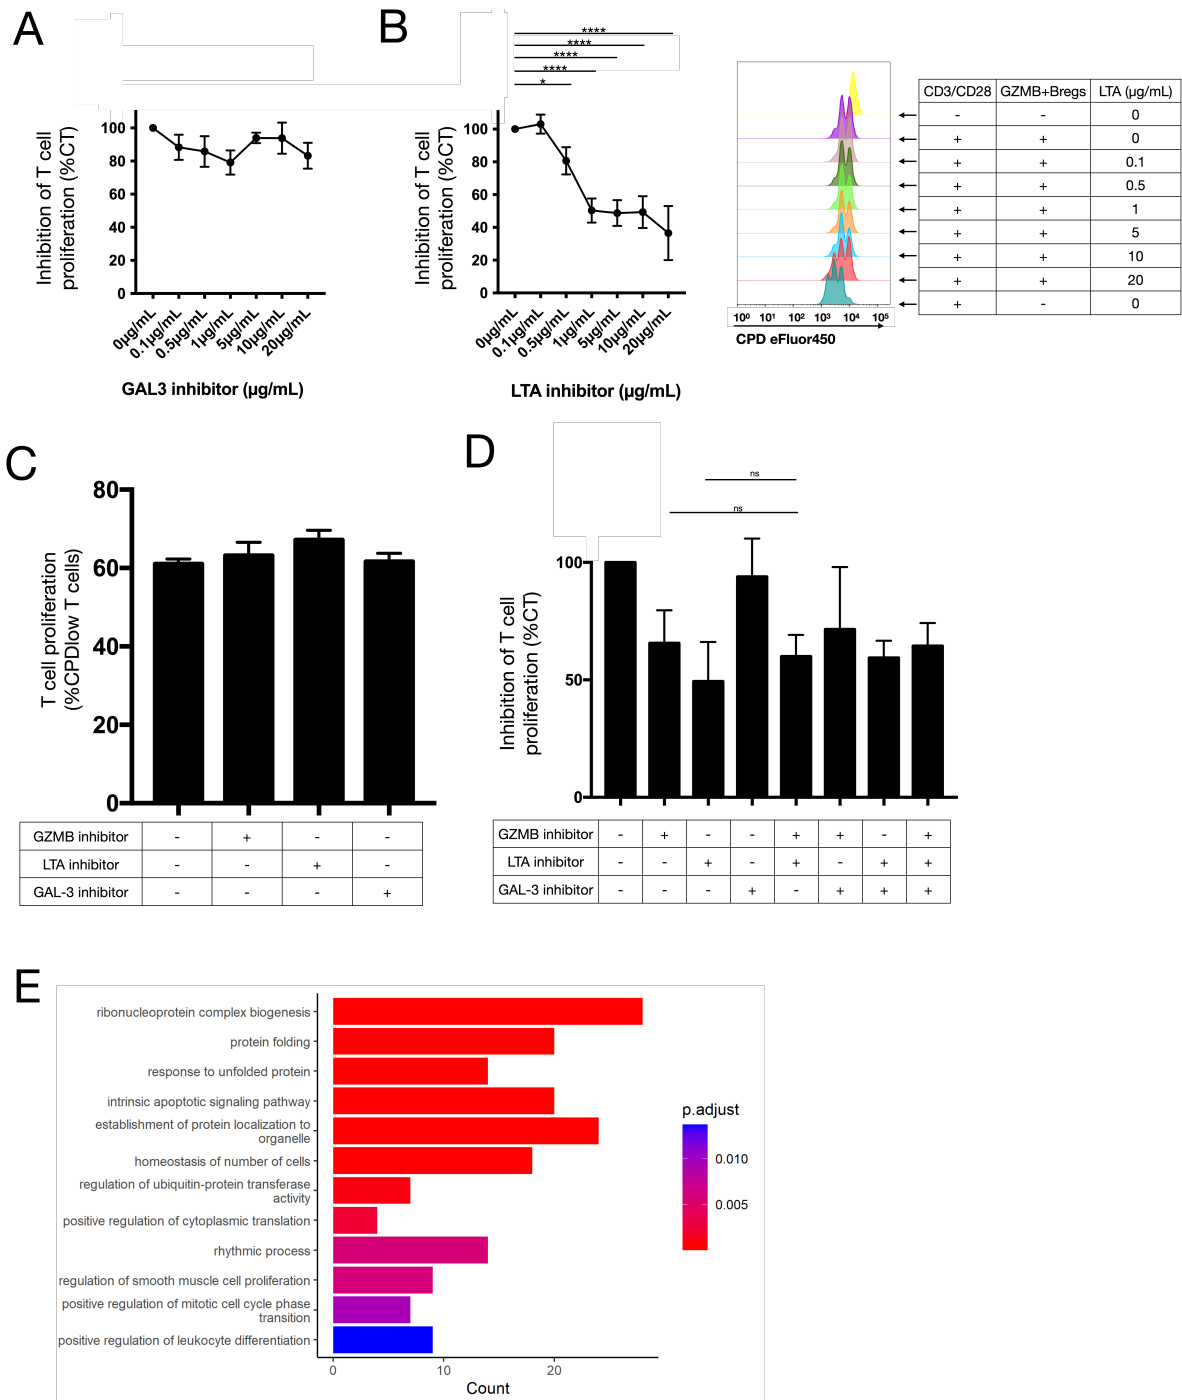 A
Inhibition of T cell
proliferation (%CT)
100
80
60
40
20
0
0µg/mL
0.1µg/mL
0.5µg/mL
1µg/mL
5µg/mL
10µg/mL
20µg/mL
GAL3 inhibitor (µg/mL)
B
****
****
****
****
*
Inhibition of T cell
proliferation (%CT)
100
80
60
40
20
0
0µg/mL
0.1µg/mL
0.5µg/mL
1µg/mL
5µg/mL
10µg/mL
20µg/mL
LTA inhibitor (µg/mL)
10⁰ 10¹ 10² 10³ 10⁴ 10⁵
CPD eFluor450
CD3/CD28 GZMB+Bregs LTA (µg/mL)
- - 0
+ + 0
+ + 0.1
+ + 0.5
+ + 1
+ + 5
+ + 10
+ + 20
+ - 0
C
T cell proliferation
(%CPDlow T cells)
80
60
40
20
0
GZMB inhibitor - + - -
LTA inhibitor - - + -
GAL-3 inhibitor - - - +
D
ns
ns
Inhibition of T cell
proliferation (%CT)
100
50
0
GZMB inhibitor - + - - + + - +
LTA inhibitor - - + - + - + +
GAL-3 inhibitor - - - + - + + +
E
ribonucleoprotein complex biogenesis
protein folding
response to unfolded protein
intrinsic apoptotic signaling pathway
establishment of protein localization to
organelle
homeostasis of number of cells
regulation of ubiquitin-protein transferase
activity
positive regulation of cytoplasmic translation
rhythmic process
regulation of smooth muscle cell proliferation
positive regulation of mitotic cell cycle phase
transition
positive regulation of leukocyte differentiation
0 10 20
Count
p.adjust
0.010
0.005